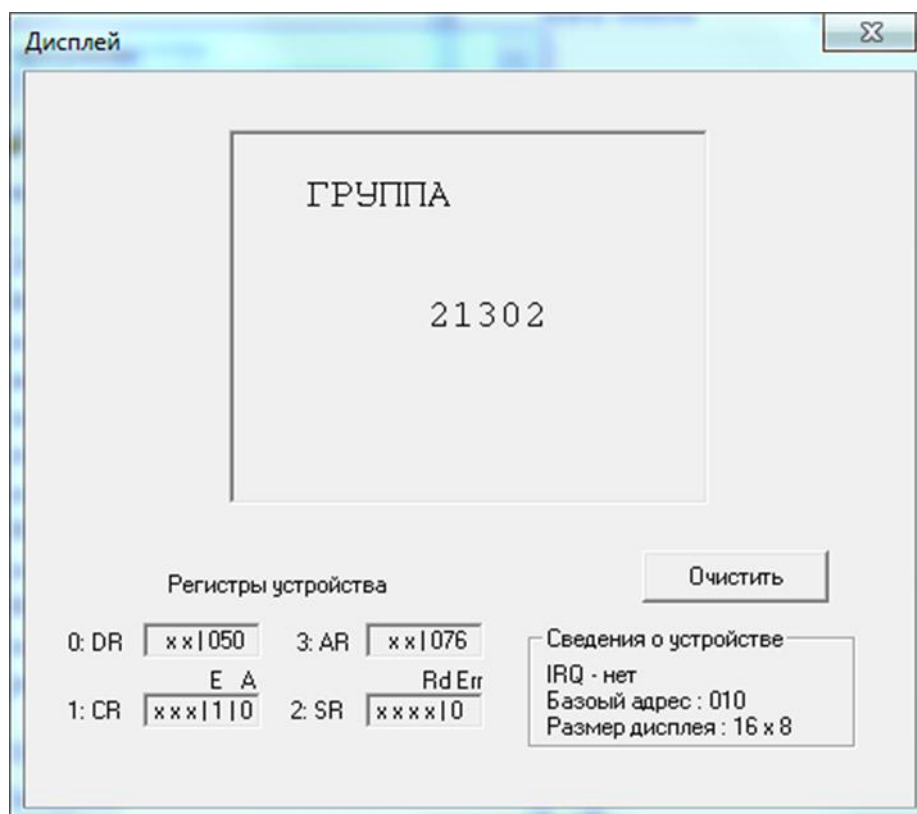 Дисплей
ГРУППА
21302
Очистить
Регистры устройства
0: DR xx|050 3: AR xx|076
E A Rd Err
1: CR xxx|1|0 2: SR xxxx|0
Сведения о устройстве
IRQ - нет
Базоый адрес : 010
Размер дисплея : 16 x 8